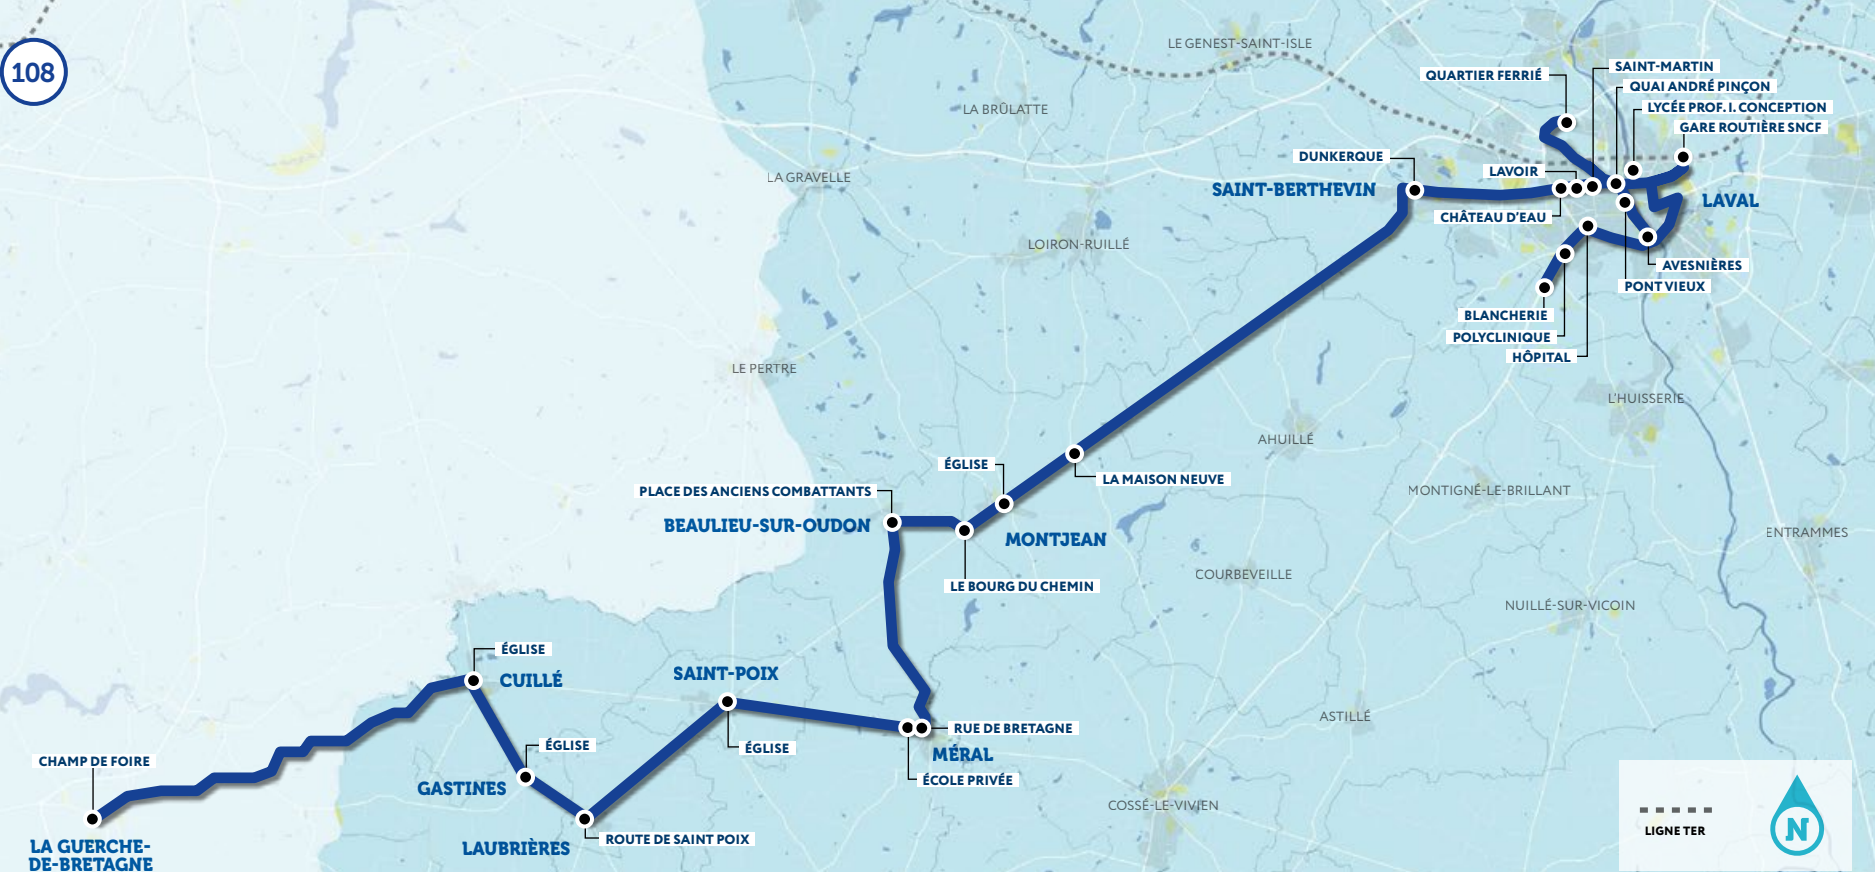 108
LE GENEST-SAINT-ISLE
SAINT-MARTIN
QUARTIER FERRIÉ
QUAI ANDRÉ PINÇON
LA BRÛLATTE
LYCÉE PROF. I. CONCEPTION
GARE ROUTIÈRE SNCF
DUNKERQUE
LAVOIR
LA GRAVELLE
SAINT-BERTHEVIN
LAVAL
CHÂTEAU D'EAU
LOIRON-RUILLÉ
AVESNIÈRES
PONT VIEUX
BLANCHERIE
POLYCLINIQUE
HÔPITAL
LE PERTRE
L'HUISSERIE
AHUILLÉ
ÉGLISE
LA MAISON NEUVE
PLACE DES ANCIENS COMBATTANTS
MONTIGNÉ-LE-BRILLANT
BEAULIEU-SUR-OUDON
MONTJEAN
ENTRAMMES
COURBEVEILLE
LE BOURG DU CHEMIN
NUILLÉ-SUR-VICOIN
ÉGLISE
CUILLÉ
SAINT-POIX
ASTILLÉ
RUE DE BRETAGNE
ÉGLISE
ÉGLISE
MÉRAL
CHAMP DE FOIRE
ÉCOLE PRIVÉE
GASTINES
COSSÉ-LE-VIVIEN
ROUTE DE SAINT POIX
LAUBRIÈRES
LA GUERCHE-
DE-BRETAGNE
LIGNE TER
N